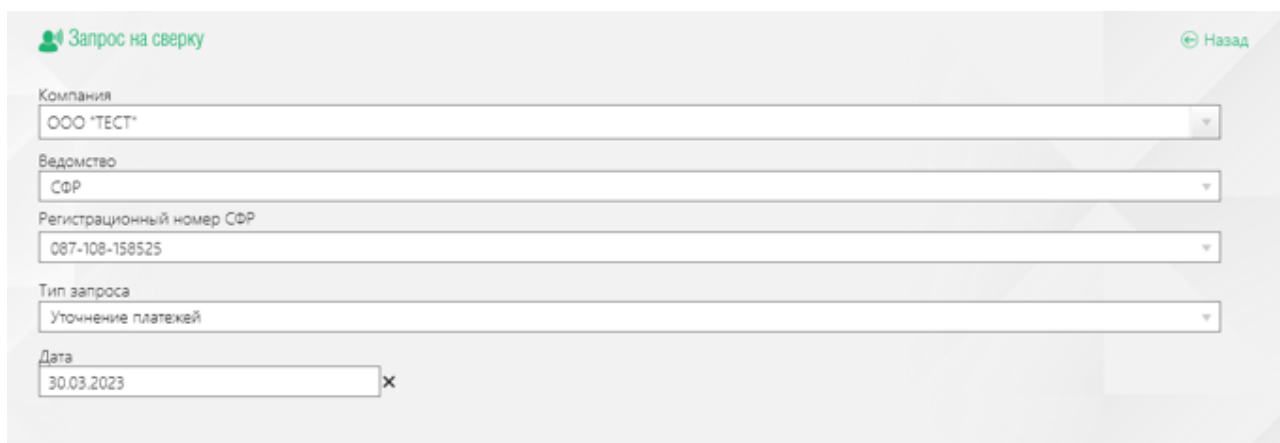 Запрос на сверку
Назад
Компания
ООО "ТЕСТ"
Ведомство
СФР
Регистрационный номер СФР
087-108-158525
Тип запроса
Уточнение платежей
Дата
30.03.2023